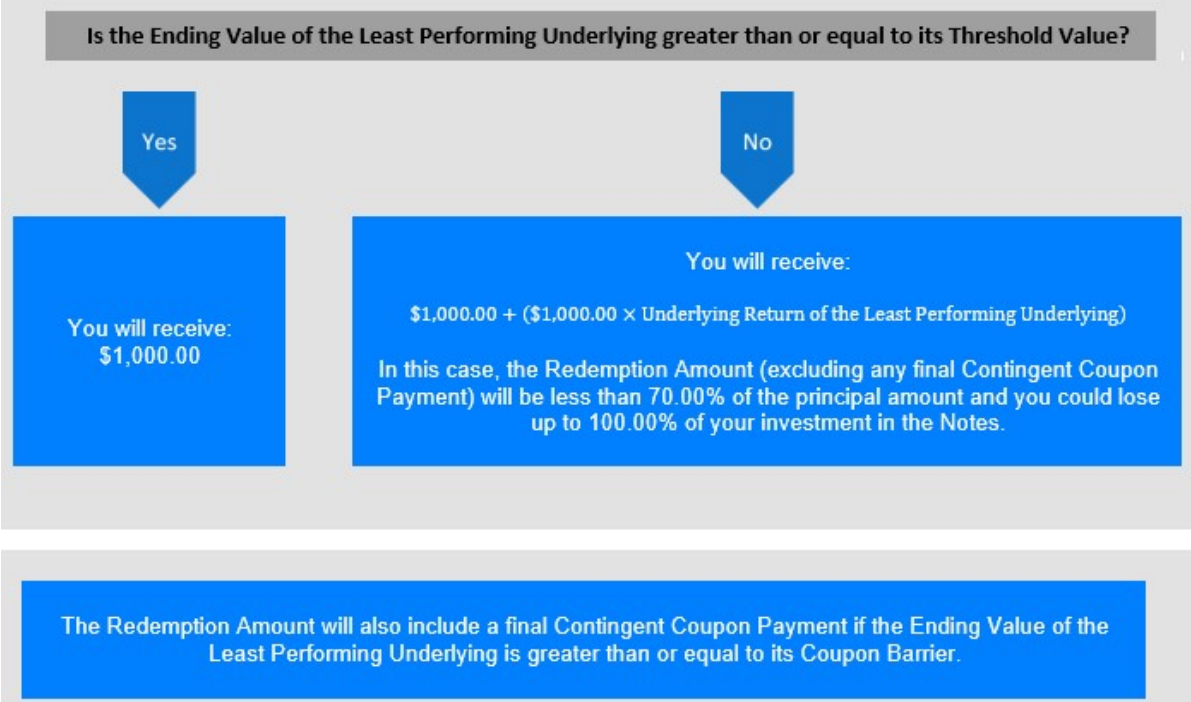 Is the Ending Value of the Least Performing Underlying greater than or equal to its Threshold Value?
Yes
No
You will receive:
$1,000.00
You will receive:
$1,000.00 + ($1,000.00 × Underlying Return of the Least Performing Underlying)
In this case, the Redemption Amount (excluding any final Contingent Coupon
Payment) will be less than 70.00% of the principal amount and you could lose
up to 100.00% of your investment in the Notes.
The Redemption Amount will also include a final Contingent Coupon Payment if the Ending Value of the
Least Performing Underlying is greater than or equal to its Coupon Barrier.